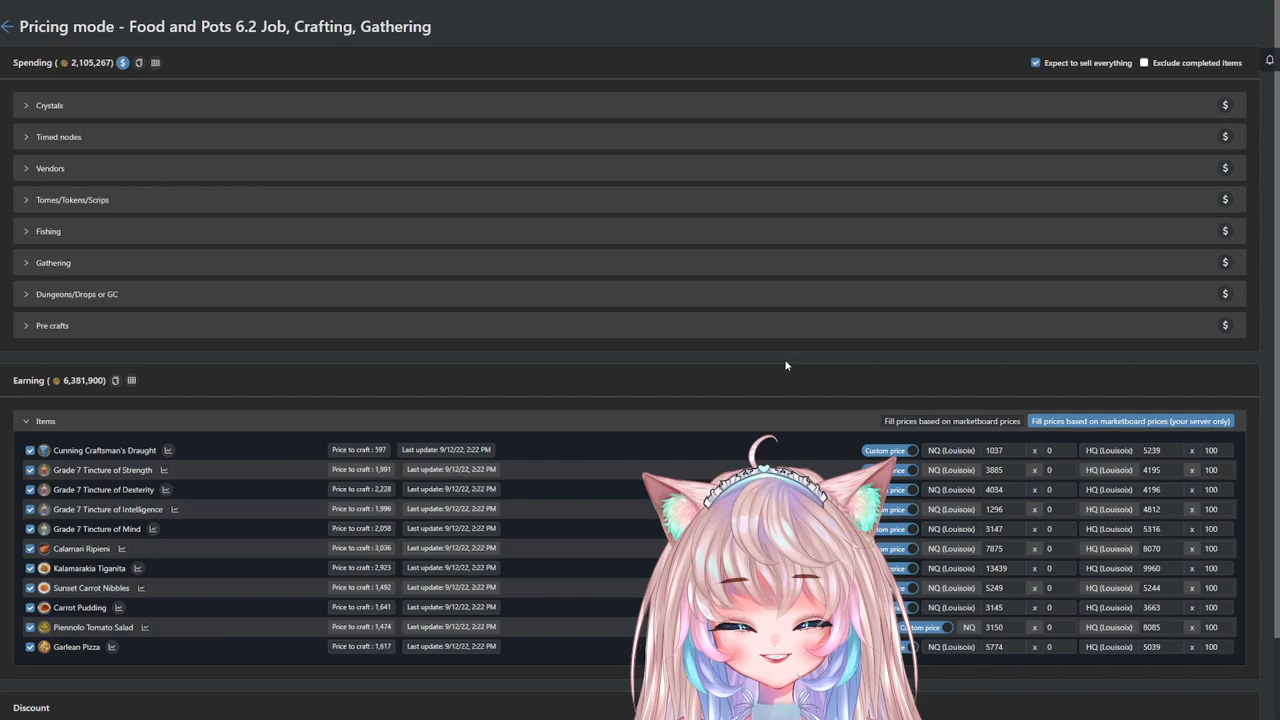 Pricing mode - Food and Pots 6.2 Job, Crafting, Gathering
Spending ( 2,105,267) $ Expect to sell everything Exclude completed items
Crystals $
Timed nodes $
Vendors $
Tomes/Tokens/Scrips $
Fishing $
Gathering $
Dungeons/Drops or GC $
Pre crafts $
Earning ( 6,381,900)
Items Fill prices based on marketboard prices Fill prices based on marketboard prices (your server only)
Cunning Craftsman's Draught Price to craft : 597 Last update: 9/12/22, 2:22 PM Custom price NQ (Louisoix) 1037 x 0 HQ (Louisoix) 5239 x 100
Grade 7 Tincture of Strength Price to craft : 1,991 Last update: 9/12/22, 2:22 PM price NQ (Louisoix) 3885 x 0 HQ (Louisoix) 4195 x 100
Grade 7 Tincture of Dexterity Price to craft : 2,228 Last update: 9/12/22, 2:22 PM price NQ (Louisoix) 4034 x 0 HQ (Louisoix) 4196 x 100
Grade 7 Tincture of Intelligence Price to craft : 1,996 Last update: 9/12/22, 2:22 PM om price NQ (Louisoix) 1296 x 0 HQ (Louisoix) 4812 x 100
Grade 7 Tincture of Mind Price to craft : 2,058 Last update: 9/12/22, 2:22 PM om price NQ (Louisoix) 3147 x 0 HQ (Louisoix) 5316 x 100
Calamari Ripieni Price to craft : 3,036 Last update: 9/12/22, 2:22 PM om price NQ (Louisoix) 7875 x 0 HQ (Louisoix) 8070 x 100
Kalamarakia Tiganita Price to craft : 2,923 Last update: 9/12/22, 2:22 PM price NQ (Louisoix) 13439 x 0 HQ (Louisoix) 9960 x 100
Sunset Carrot Nibbles Price to craft : 1,492 Last update: 9/12/22, 2:22 PM price NQ (Louisoix) 5249 x 0 HQ (Louisoix) 5244 x 100
Carrot Pudding Price to craft : 1,641 Last update: 9/12/22, 2:22 PM NQ (Louisoix) 3145 x 0 HQ (Louisoix) 3663 x 100
Piennolo Tomato Salad Price to craft : 1,474 Last update: 9/12/22, 2:22 PM Custom price NQ 3150 x 0 HQ (Louisoix) 8085 x 100
Garlean Pizza Price to craft : 1,617 Last update: 9/12/22, 2:22 PM NQ (Louisoix) 5774 x 0 HQ (Louisoix) 5039 x 100
Discount